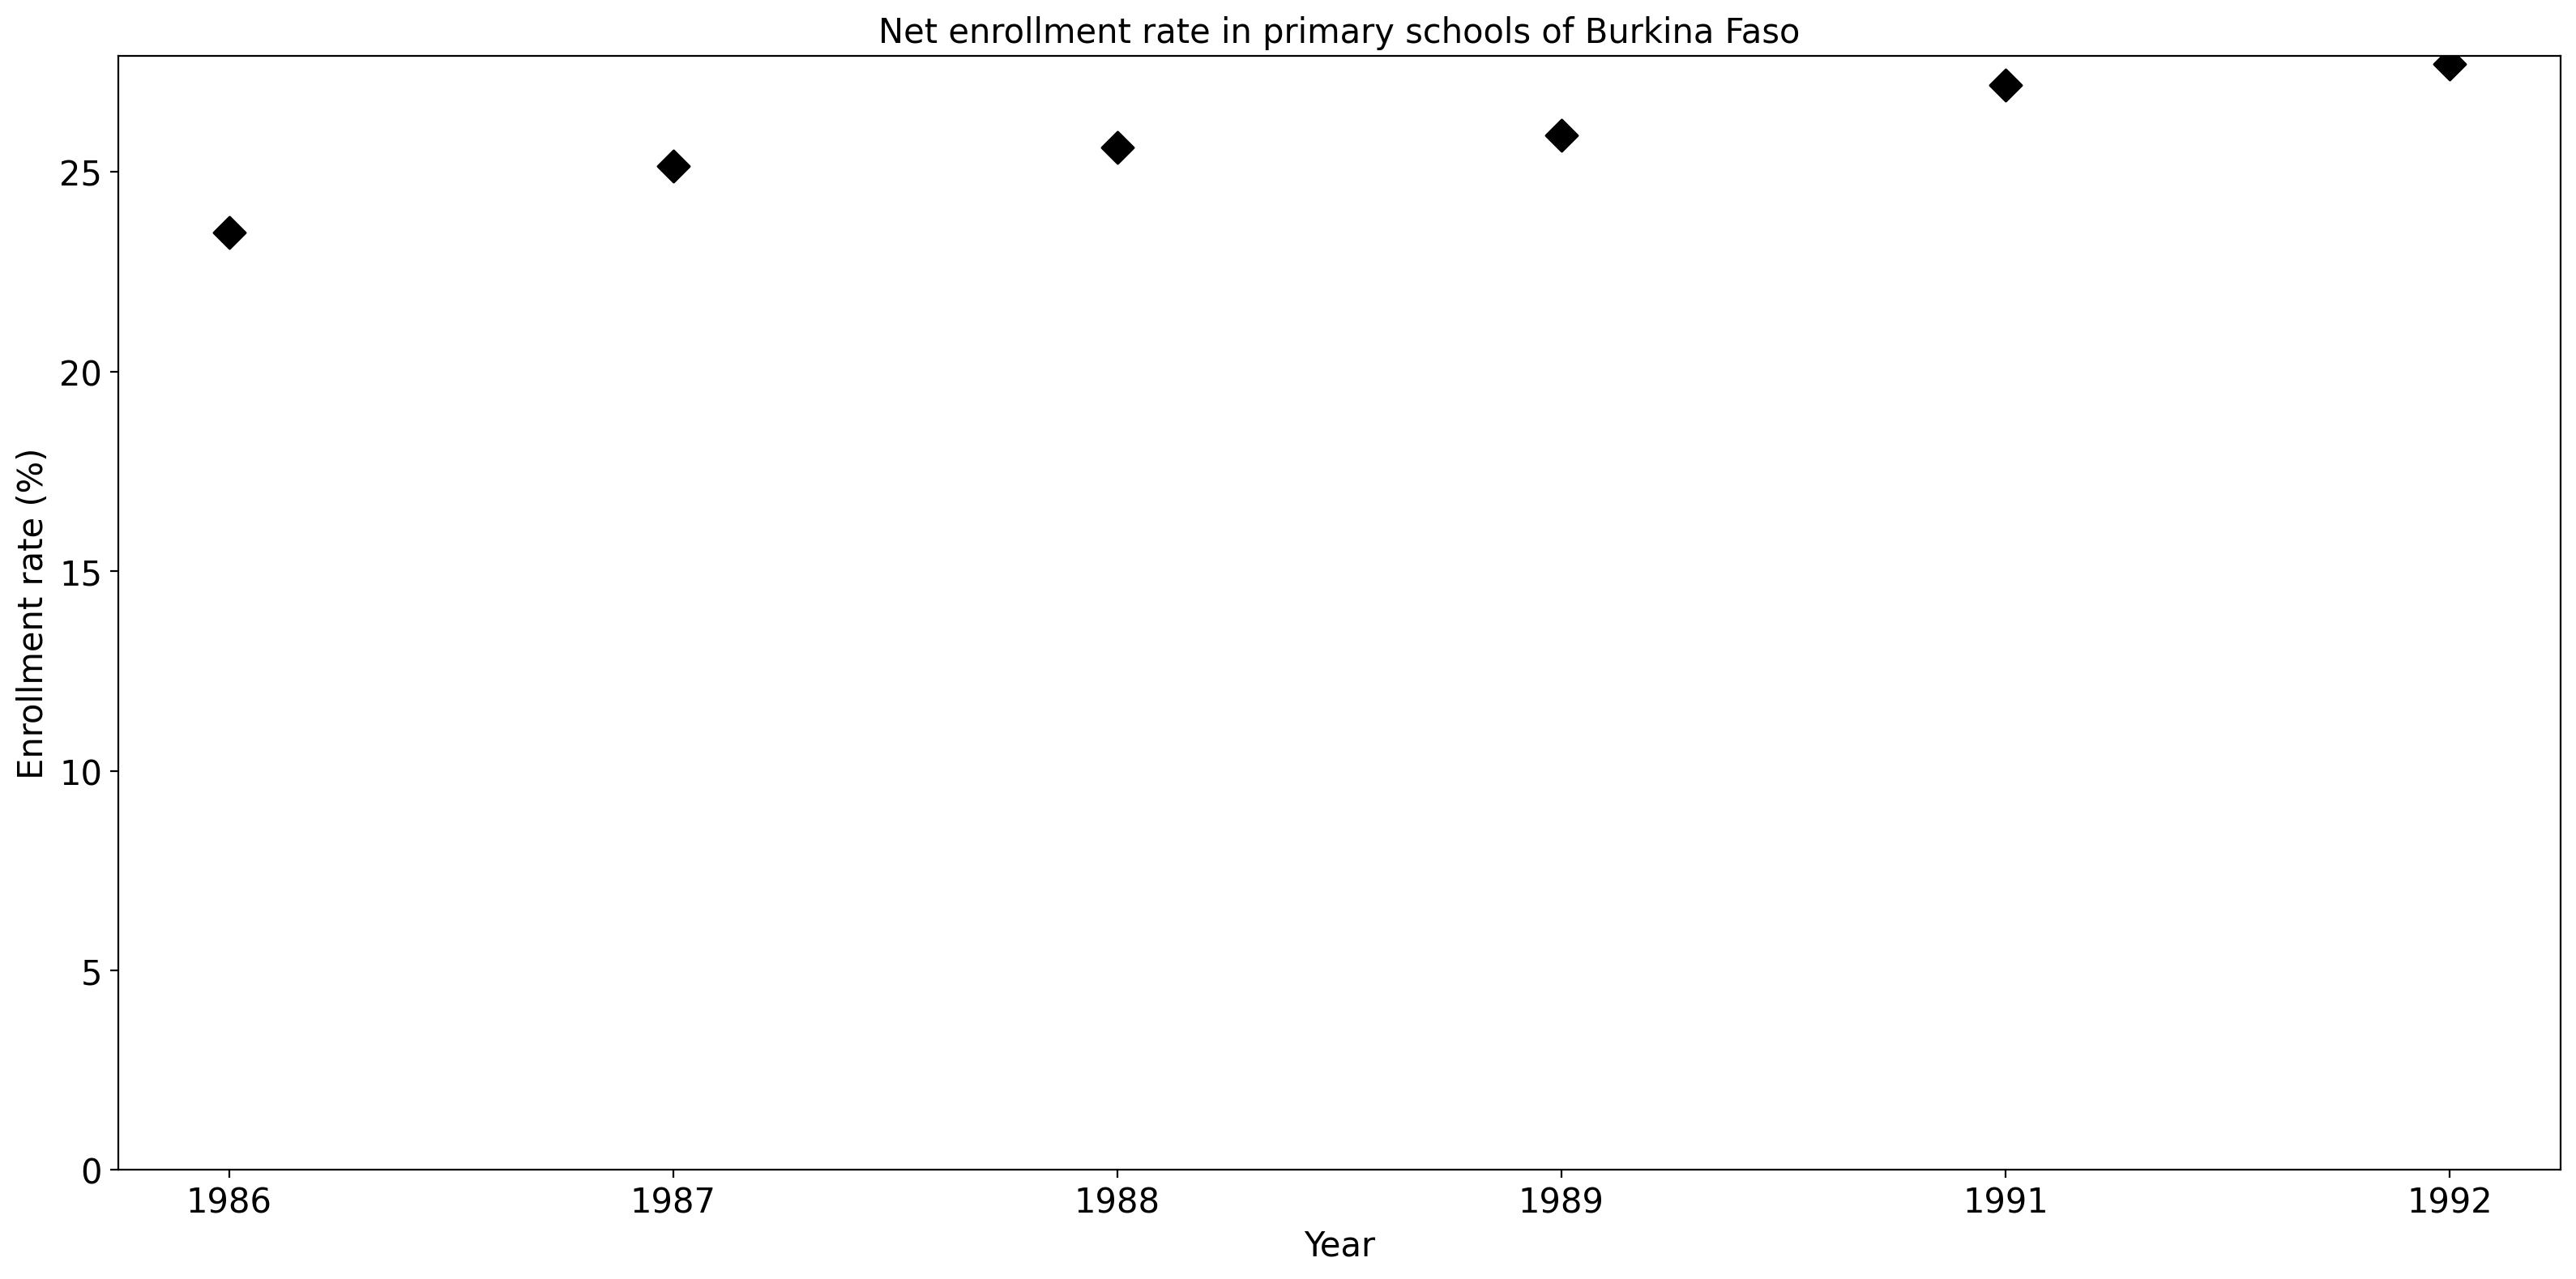 Net enrollment rate in primary schools of Burkina Faso
Enrollment rate (%)
25
20
15
10
5
0
1986 1987 1988 1989 1991 1992
Year